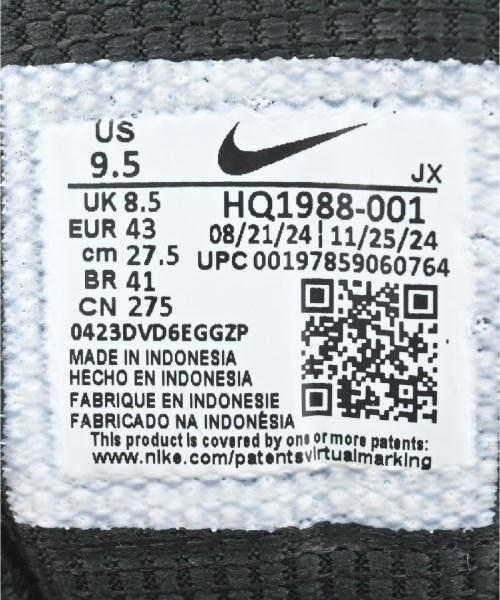 US
9.5
JX
UK 8.5
EUR 43
cm 27.5
BR 41
CN 275
HQ1988-001
08/21/24 | 11/25/24
UPC 00197859060764
0423DVD6EGGZP
MADE IN INDONESIA
HECHO EN INDONESIA
FABRIQUE EN INDONESIE
FABRICADO NA INDONÉSIA
This product is covered by one or more patents:
www.nike.com/patentsvirtualmarking